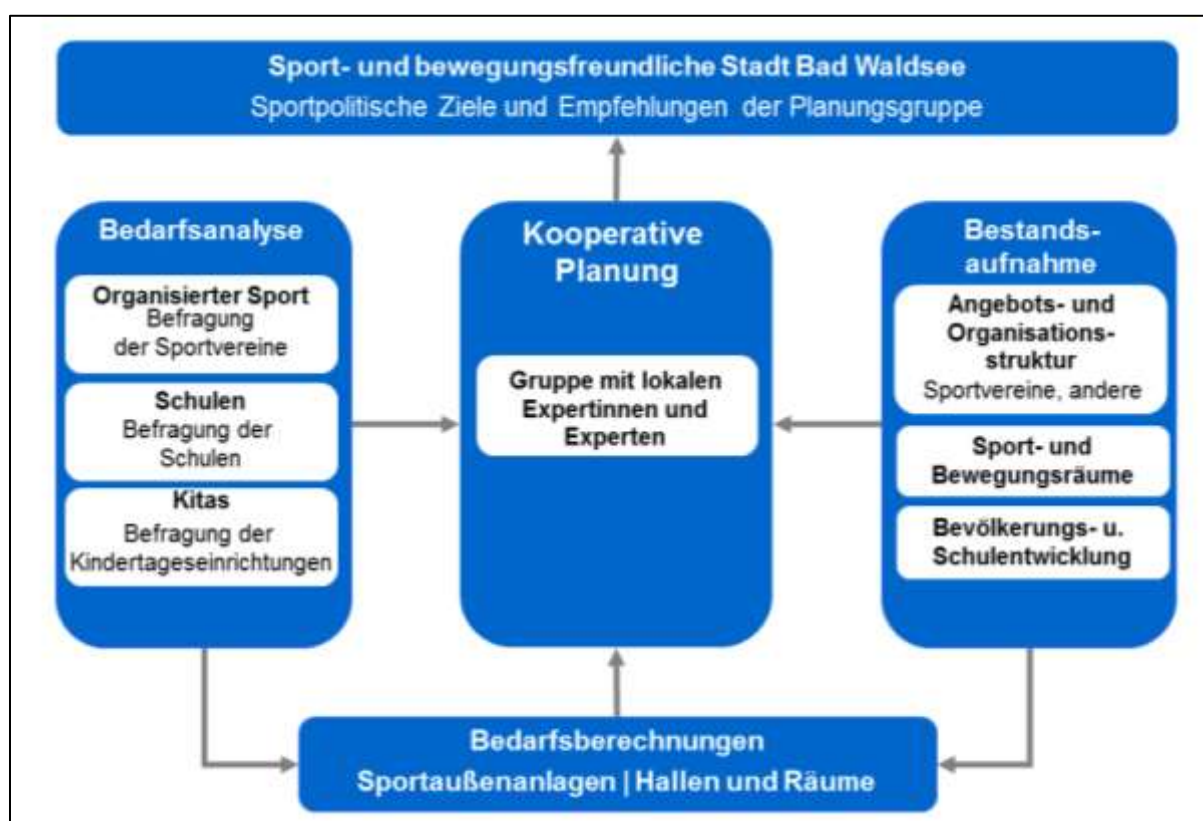 Sport- und bewegungsfreundliche Stadt Bad Waldsee
Sportpolitische Ziele und Empfehlungen der Planungsgruppe
Bedarfsanalyse
Organisierter Sport
Befragung
der Sportvereine
Schulen
Befragung der
Schulen
Kitas
Befragung der
Kindertageseinrichtungen
Kooperative
Planung
Gruppe mit lokalen
Expertinnen und
Experten
Bestands-
aufnahme
Angebots- und
Organisations-
struktur
Sportvereine, andere
Sport- und
Bewegungsräume
Bevölkerungs- u.
Schulentwicklung
Bedarfsberechnungen
Sportaußenanlagen | Hallen und Räume